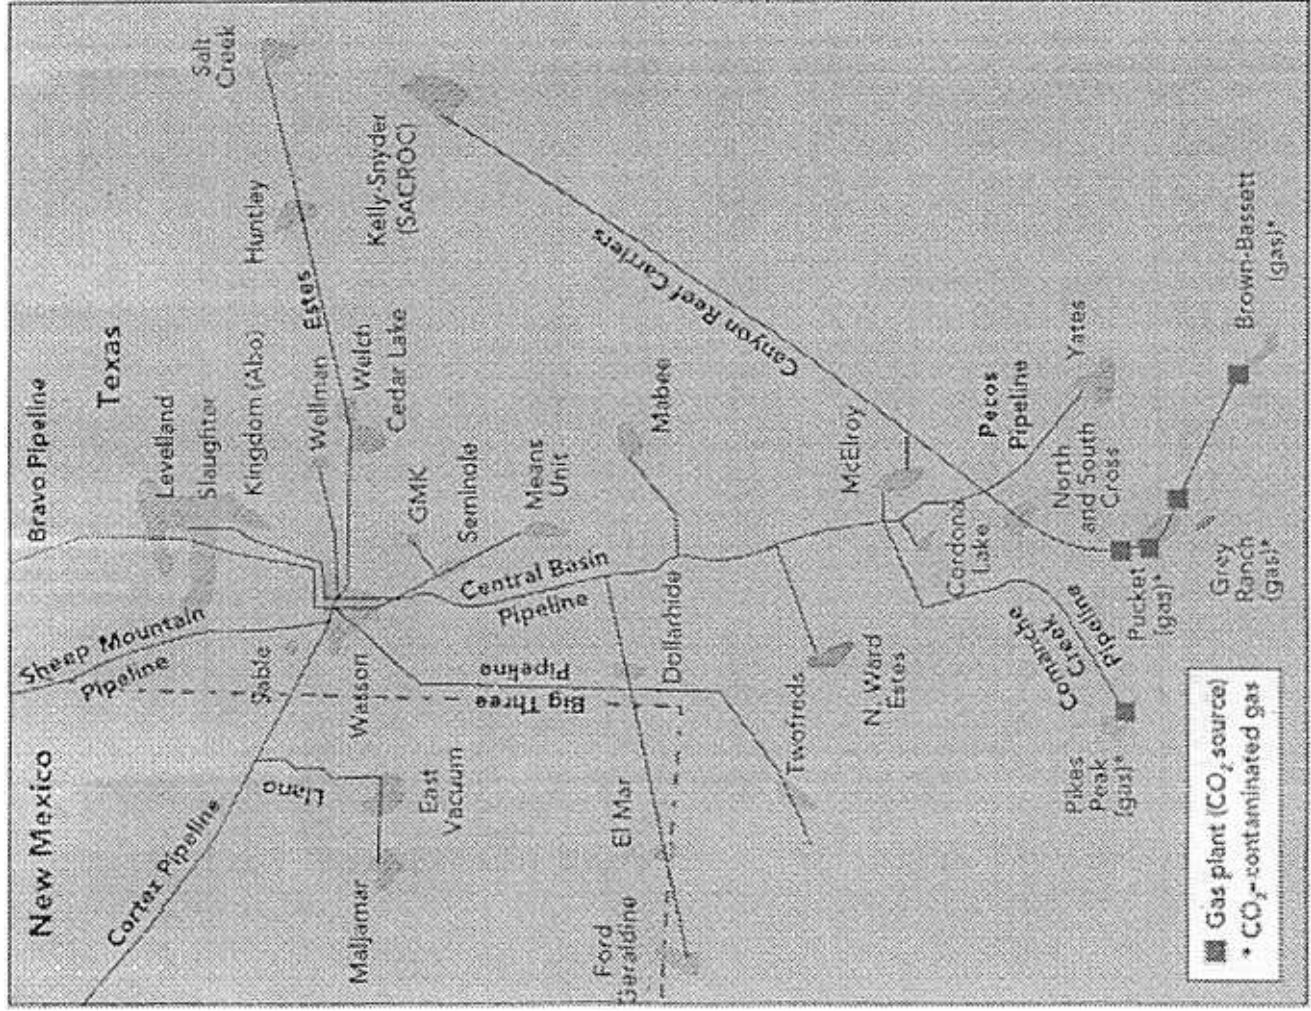 New Mexico
Bravo Pipeline
Texas
Sheep Mountain
Pipeline
Cortex Pipeline
Levelland
Slaughter
Salt
Creek
Kingdom (Abo)
Huntley
Sable
Wellman
Estes
Llano
Wasson
Welch
Cedar Lake
Maljamar
East
Vacuum
GMK
Kelly-Snyder
(SACROC)
Seminole
Means
Unit
Big Three
Pipeline
Central Basin
Pipeline
Ford
Geraldine
El Mar
Dollarhide
Mabee
Canyon Reef Carriers
Twofreds
N. Ward
Estes
McElroy
Cordona
Lake
Pecos
Pipeline
Yates
North
and South
Cross
Comanche
Creek
Pipeline
Pikes
Peak
(gas)*
Pucket
(gas)*
Grey
Ranch
(gas)*
Brown-Bassett
(gas)*
Gas plant (CO₂ source)
* CO₂-contaminated gas